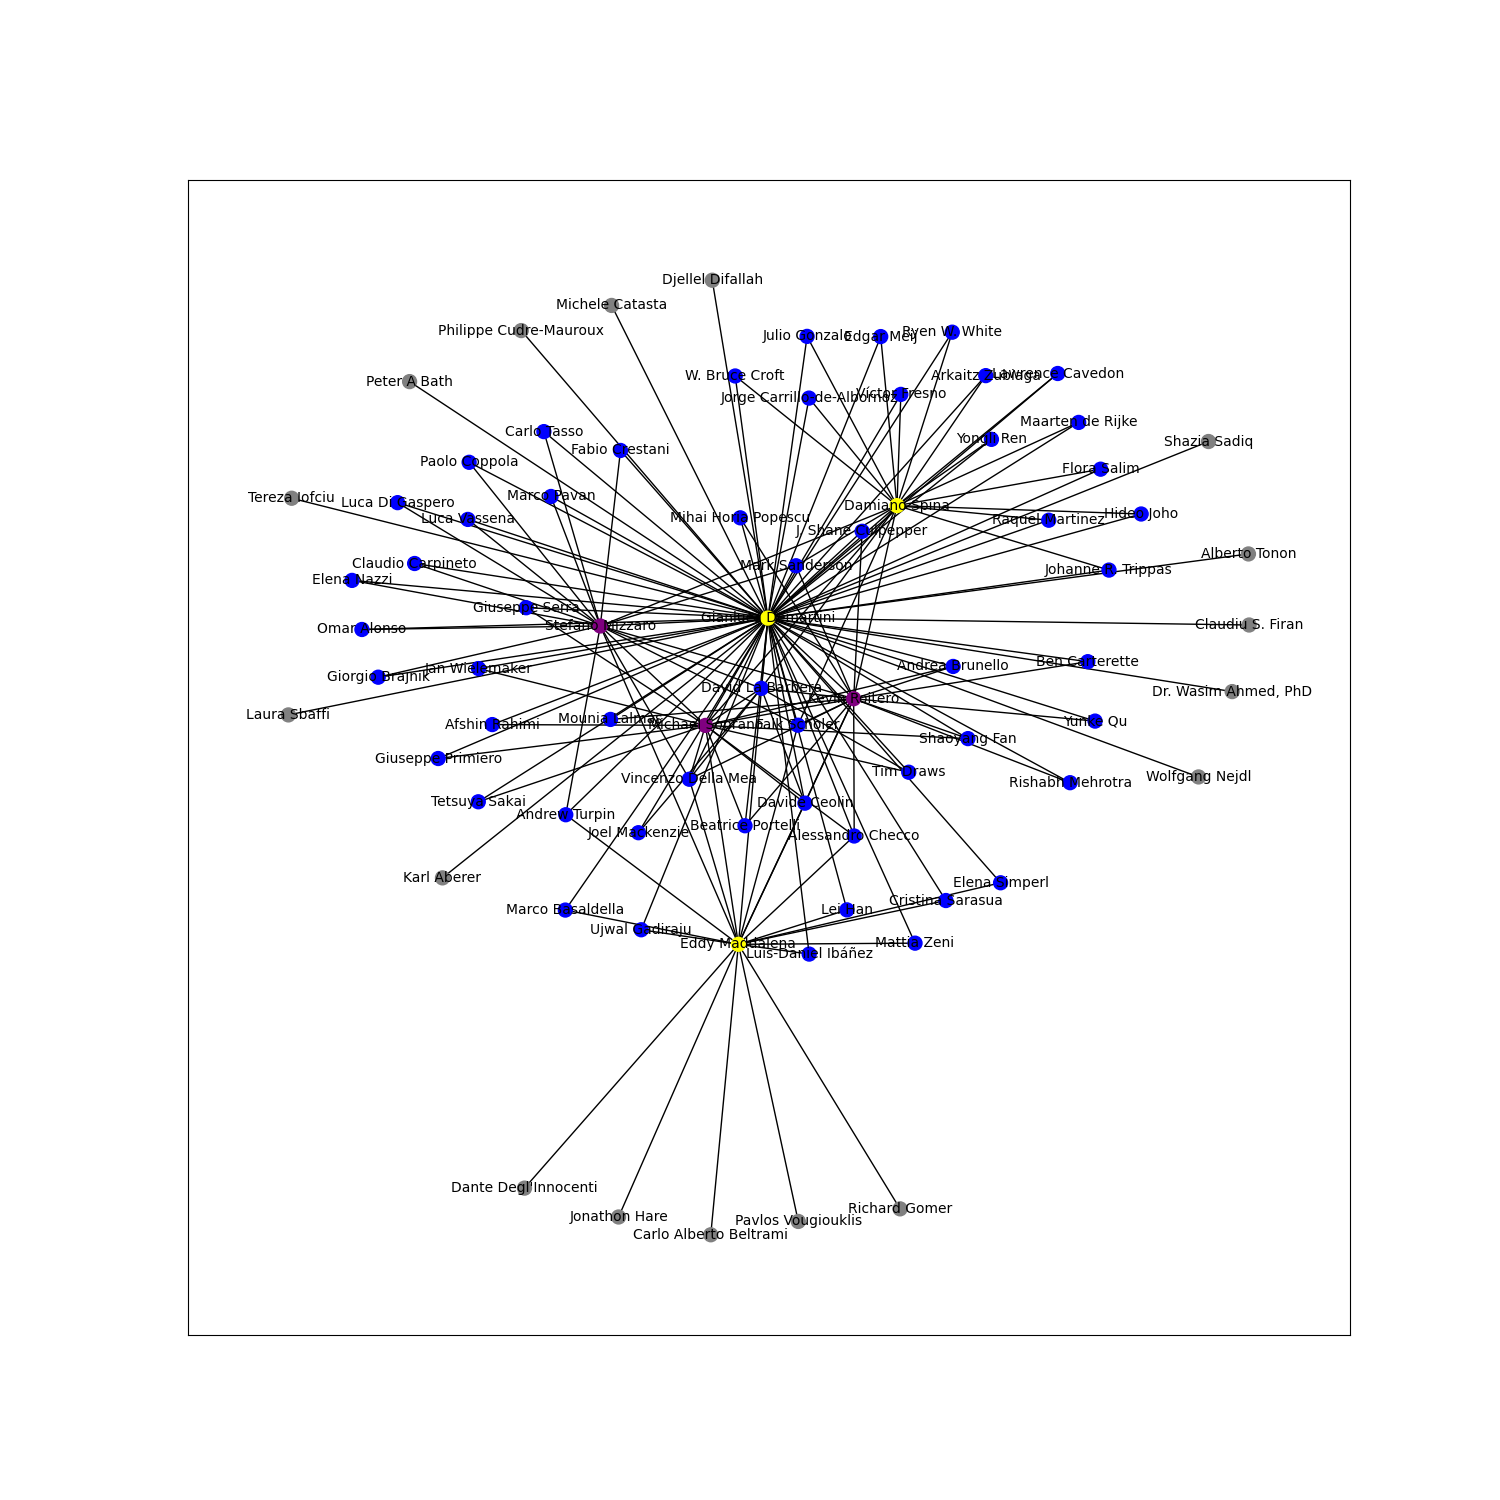 Djellel Difallah
Michele Catasta
Philippe Cudre-Mauroux
Julio Gonzalo
Edgar Meij
Ryen W. White
Peter A Bath
W. Bruce Croft
Arkaitz Zubiaga
Lawrence Cavedon
Jorge Carrillo-de-Albornoz
Víctor Fresno
Maarten de Rijke
Carlo Tasso
Fabio Crestani
Yongli Ren
Shazia Sadiq
Paolo Coppola
Flora Salim
Tereza Iofciu
Luca Di Gaspero
Marco Pavan
Damiano Spina
Luca Vassena
Mihai Horia Popescu
Raquel Martinez
Hideo Joho
J. Shane Culpepper
Alberto Tonon
Claudio Carpineto
Mark Sanderson
Johanne R. Trippas
Elena Nazzi
Giuseppe Serra
Gianluca Demartini
Omar Alonso
Stefano Mizzaro
Claudiu S. Firan
Giorgio Brajnik
Jan Wielemaker
Andrea Brunello
Ben Carterette
David La Barbera
Kevin Roitero
Dr. Wasim Ahmed, PhD
Laura Sbaffi
Afshin Rahimi
Mounia Lalmas
Michael Soprano
Falk Scholer
Yunke Qu
Shaoyang Fan
Giuseppe Primiero
Vincenzo Della Mea
Tim Draws
Rishabh Mehrotra
Wolfgang Nejdl
Tetsuya Sakai
Andrew Turpin
Davide Ceolin
Joel Mackenzie
Beatrice Portelli
Alessandro Checco
Karl Aberer
Elena Simperl
Cristina Sarasua
Marco Basaldella
Lei Han
Ujwal Gadiraju
Eddy Maddalena
Mattia Zeni
Luis-Daniel Ibáñez
Dante Degl'Innocenti
Jonathon Hare
Carlo Alberto Beltrami
Pavlos Vougiouklis
Richard Gomer